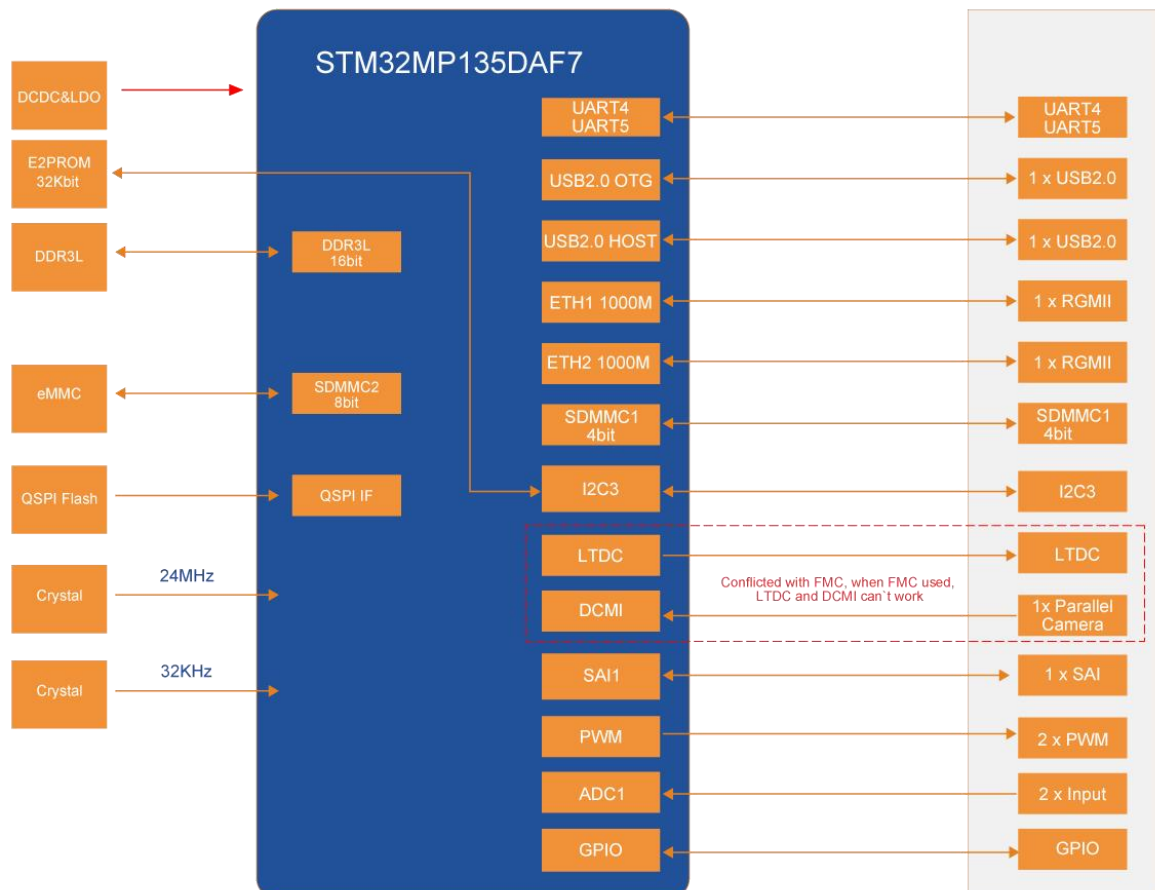 STM32MP135DAF7
DCDC&LDO
E2PROM
32Kbit
DDR3L
eMMC
QSPI Flash
Crystal
24MHz
Crystal
32KHz
DDR3L
16bit
SDMMC2
8bit
QSPI IF
UART4
UART5
USB2.0 OTG
USB2.0 HOST
ETH1 1000M
ETH2 1000M
SDMMC1
4bit
I2C3
LTDC
DCMI
SAI1
PWM
ADC1
GPIO
Conflicted with FMC, when FMC used,
LTDC and DCMI can`t work
UART4
UART5
1 x USB2.0
1 x USB2.0
1 x RGMII
1 x RGMII
SDMMC1
4bit
I2C3
LTDC
1x Parallel
Camera
1 x SAI
2 x PWM
2 x Input
GPIO